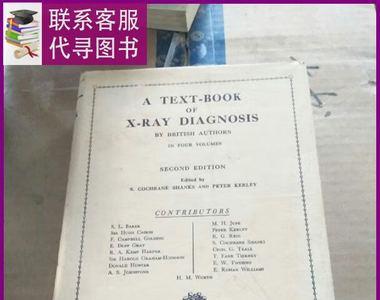 联系客服
代寻图书
A TEXT-BOOK
OF
X-RAY DIAGNOSIS
BY BRITISH AUTHORS
IN FOUR VOLUMES
SECOND EDITION
Edited by
S. COCHRANE SHANKS AND PETER KERLEY
CONTRIBUTORS
S. L. BAKER
SIR HUGH CAIRNS
F. CAMPBELL GOLDING
E. DUFF GRAY
R. A. KEMP HARPER
SIR HAROLD GRAHAM-HODGSON
DONALD HUNTER
A. S. JOHNSTONE
M. H. JUPE
PETER KERLEY
R. G. REID
S. COCHRANE SHANKS
CECIL G. TEALL
T. FANE TIERNEY
E. W. TWINING
E. ROHAN WILLIAMS
H. M. WORTH